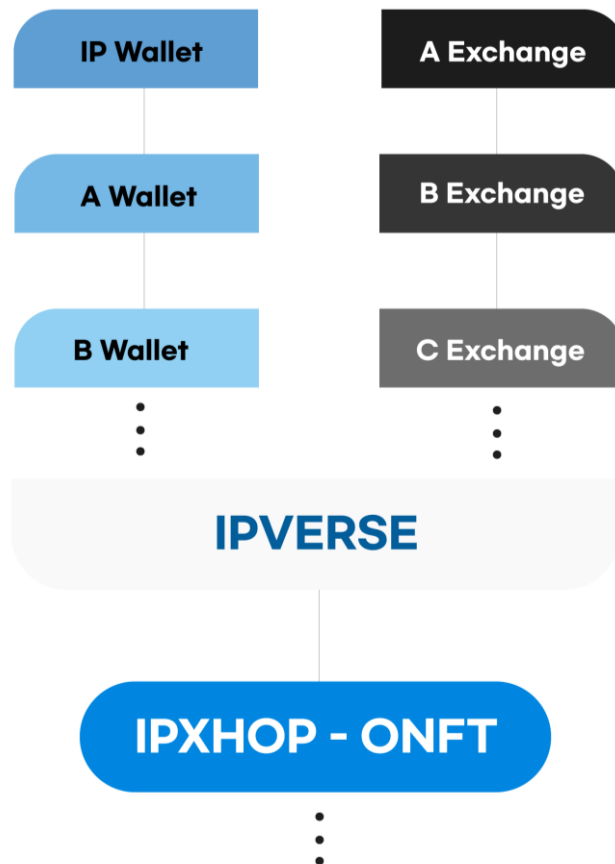 IP Wallet
A Exchange
A Wallet
B Exchange
B Wallet
C Exchange
IPVERSE
IPXHOP - ONFT